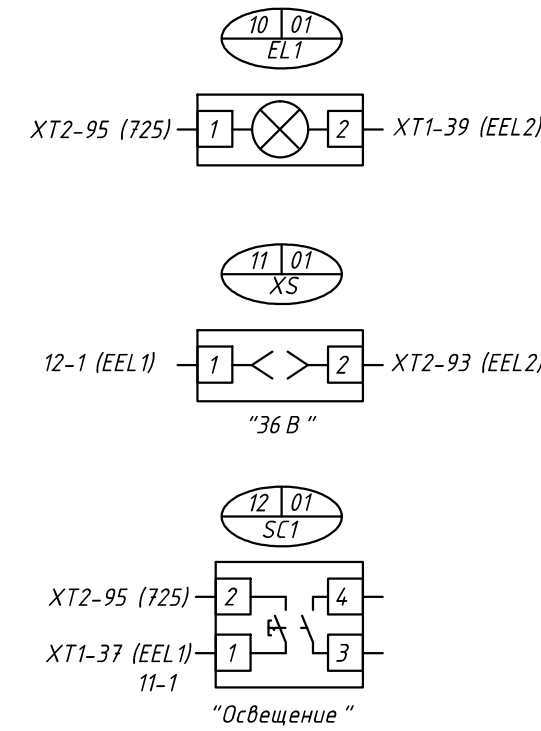 10 01
EL1
XT2-95 (725) 1 2 XT1-39 (EEL2)
11 01
XS
12-1 (EEL1) 1 2 XT2-93 (EEL2)
"36 В"
12 01
SC1
XT2-95 (725) 2 4
XT1-37 (EEL1) 1 3
11-1
"Освещение"